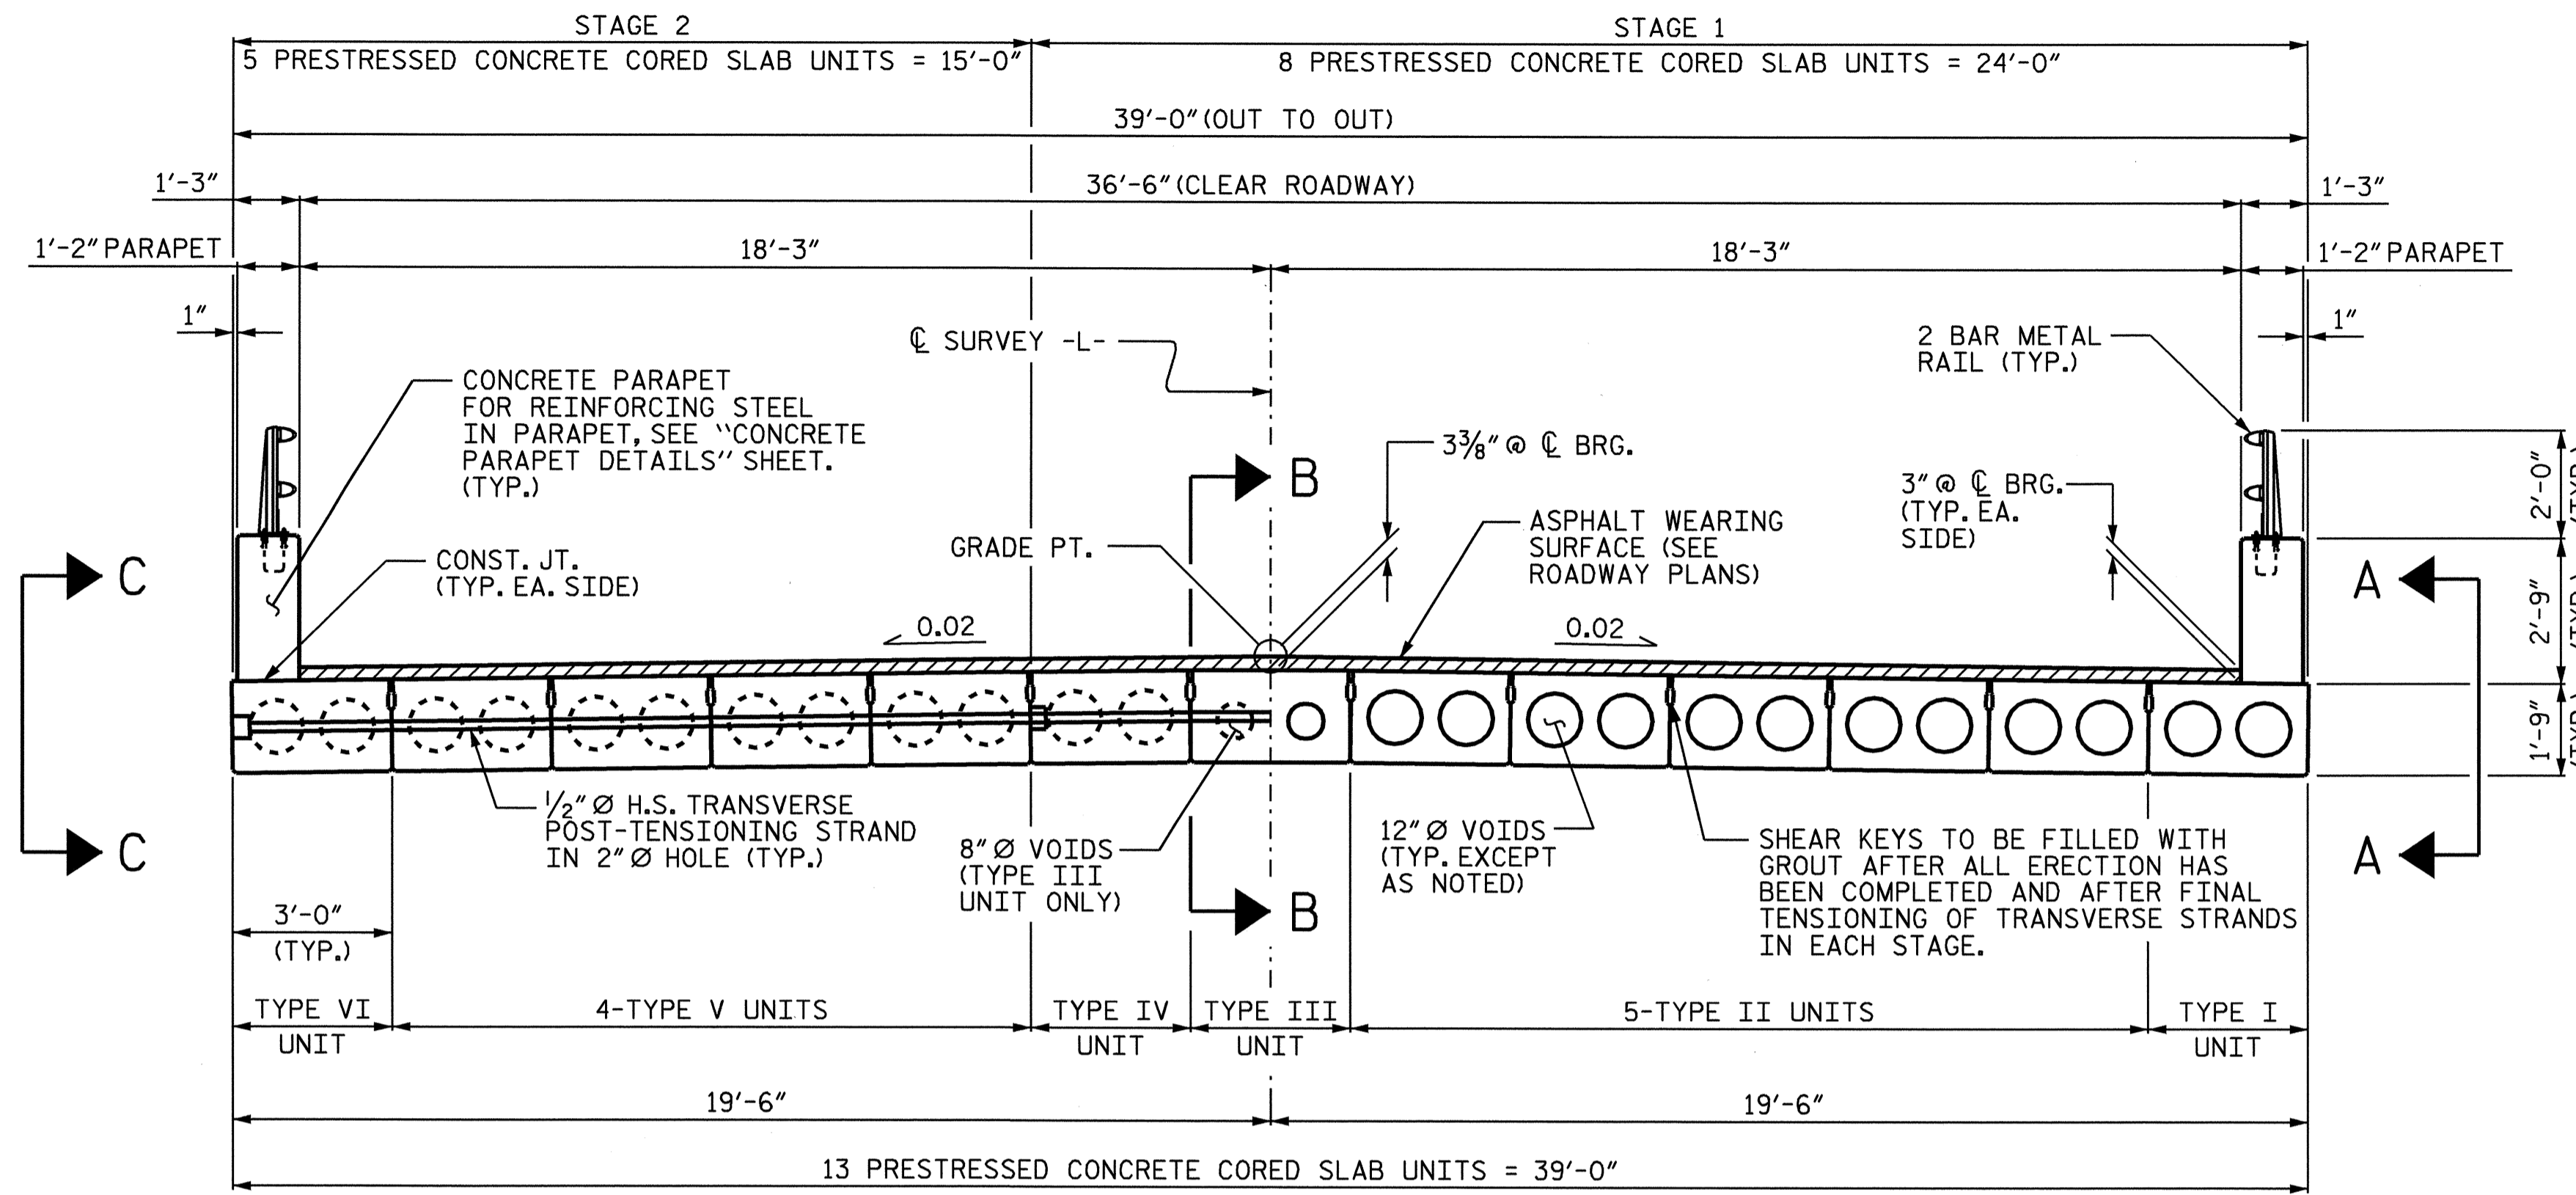 STAGE 2
STAGE 1
5 PRESTRESSED CONCRETE CORED SLAB UNITS = 15'-0"
8 PRESTRESSED CONCRETE CORED SLAB UNITS = 24'-0"
39'-0" (OUT TO OUT)
1'-3"
36'-6" (CLEAR ROADWAY)
1'-3"
1'-2" PARAPET
18'-3"
18'-3"
1'-2" PARAPET
1"
1"
℄ SURVEY -L-
2 BAR METAL
RAIL (TYP.)
CONCRETE PARAPET
FOR REINFORCING STEEL
IN PARAPET, SEE "CONCRETE
PARAPET DETAILS" SHEET.
(TYP.)
3⅜" @ ℄ BRG.
B
3" @ ℄ BRG.
(TYP. EA.
SIDE)
2'-0"
ASPHALT WEARING
SURFACE (SEE
ROADWAY PLANS)
GRADE PT.
CONST. JT.
(TYP. EA. SIDE)
C
A
2'-9"
0.02
0.02
1'-9"
½" Ø H.S. TRANSVERSE
POST-TENSIONING STRAND
IN 2" Ø HOLE (TYP.)
8" Ø VOIDS
(TYPE III
UNIT ONLY)
12" Ø VOIDS
(TYP. EXCEPT
AS NOTED)
SHEAR KEYS TO BE FILLED WITH
GROUT AFTER ALL ERECTION HAS
BEEN COMPLETED AND AFTER FINAL
TENSIONING OF TRANSVERSE STRANDS
IN EACH STAGE.
C
A
B
3'-0"
(TYP.)
TYPE VI
UNIT
4-TYPE V UNITS
TYPE IV
UNIT
TYPE III
UNIT
5-TYPE II UNITS
TYPE I
UNIT
19'-6"
19'-6"
13 PRESTRESSED CONCRETE CORED SLAB UNITS = 39'-0"